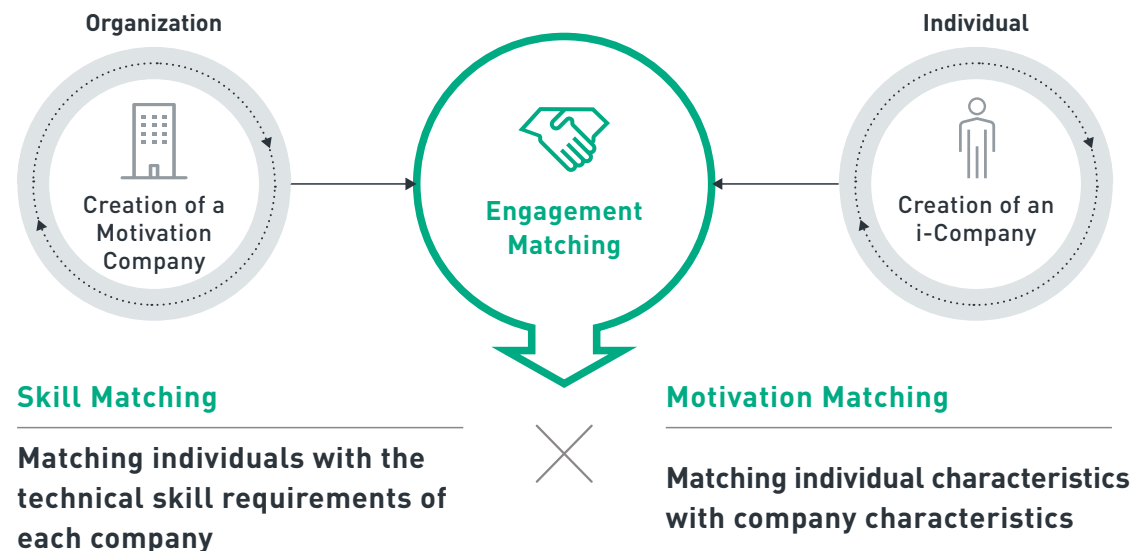 Organization
Creation of a
Motivation
Company
Engagement
Matching
Individual
Creation of an
i-Company
Skill Matching
Matching individuals with the
technical skill requirements of
each company
Motivation Matching
Matching individual characteristics
with company characteristics